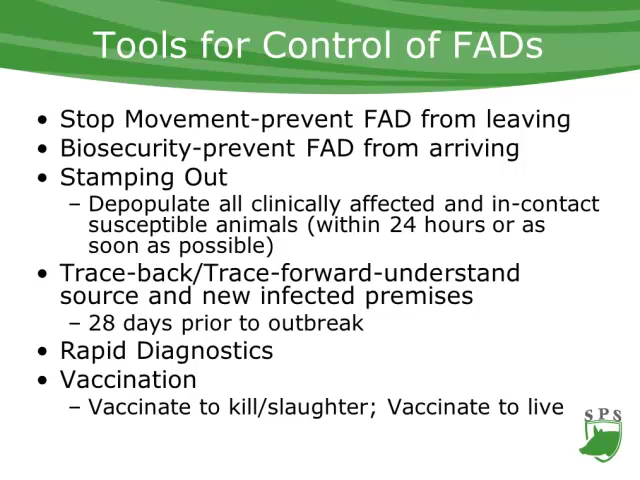 Tools for Control of FADs
• Stop Movement-prevent FAD from leaving
• Biosecurity-prevent FAD from arriving
• Stamping Out
– Depopulate all clinically affected and in-contact
susceptible animals (within 24 hours or as
soon as possible)
• Trace-back/Trace-forward-understand
source and new infected premises
– 28 days prior to outbreak
• Rapid Diagnostics
• Vaccination
– Vaccinate to kill/slaughter; Vaccinate to live
SPS